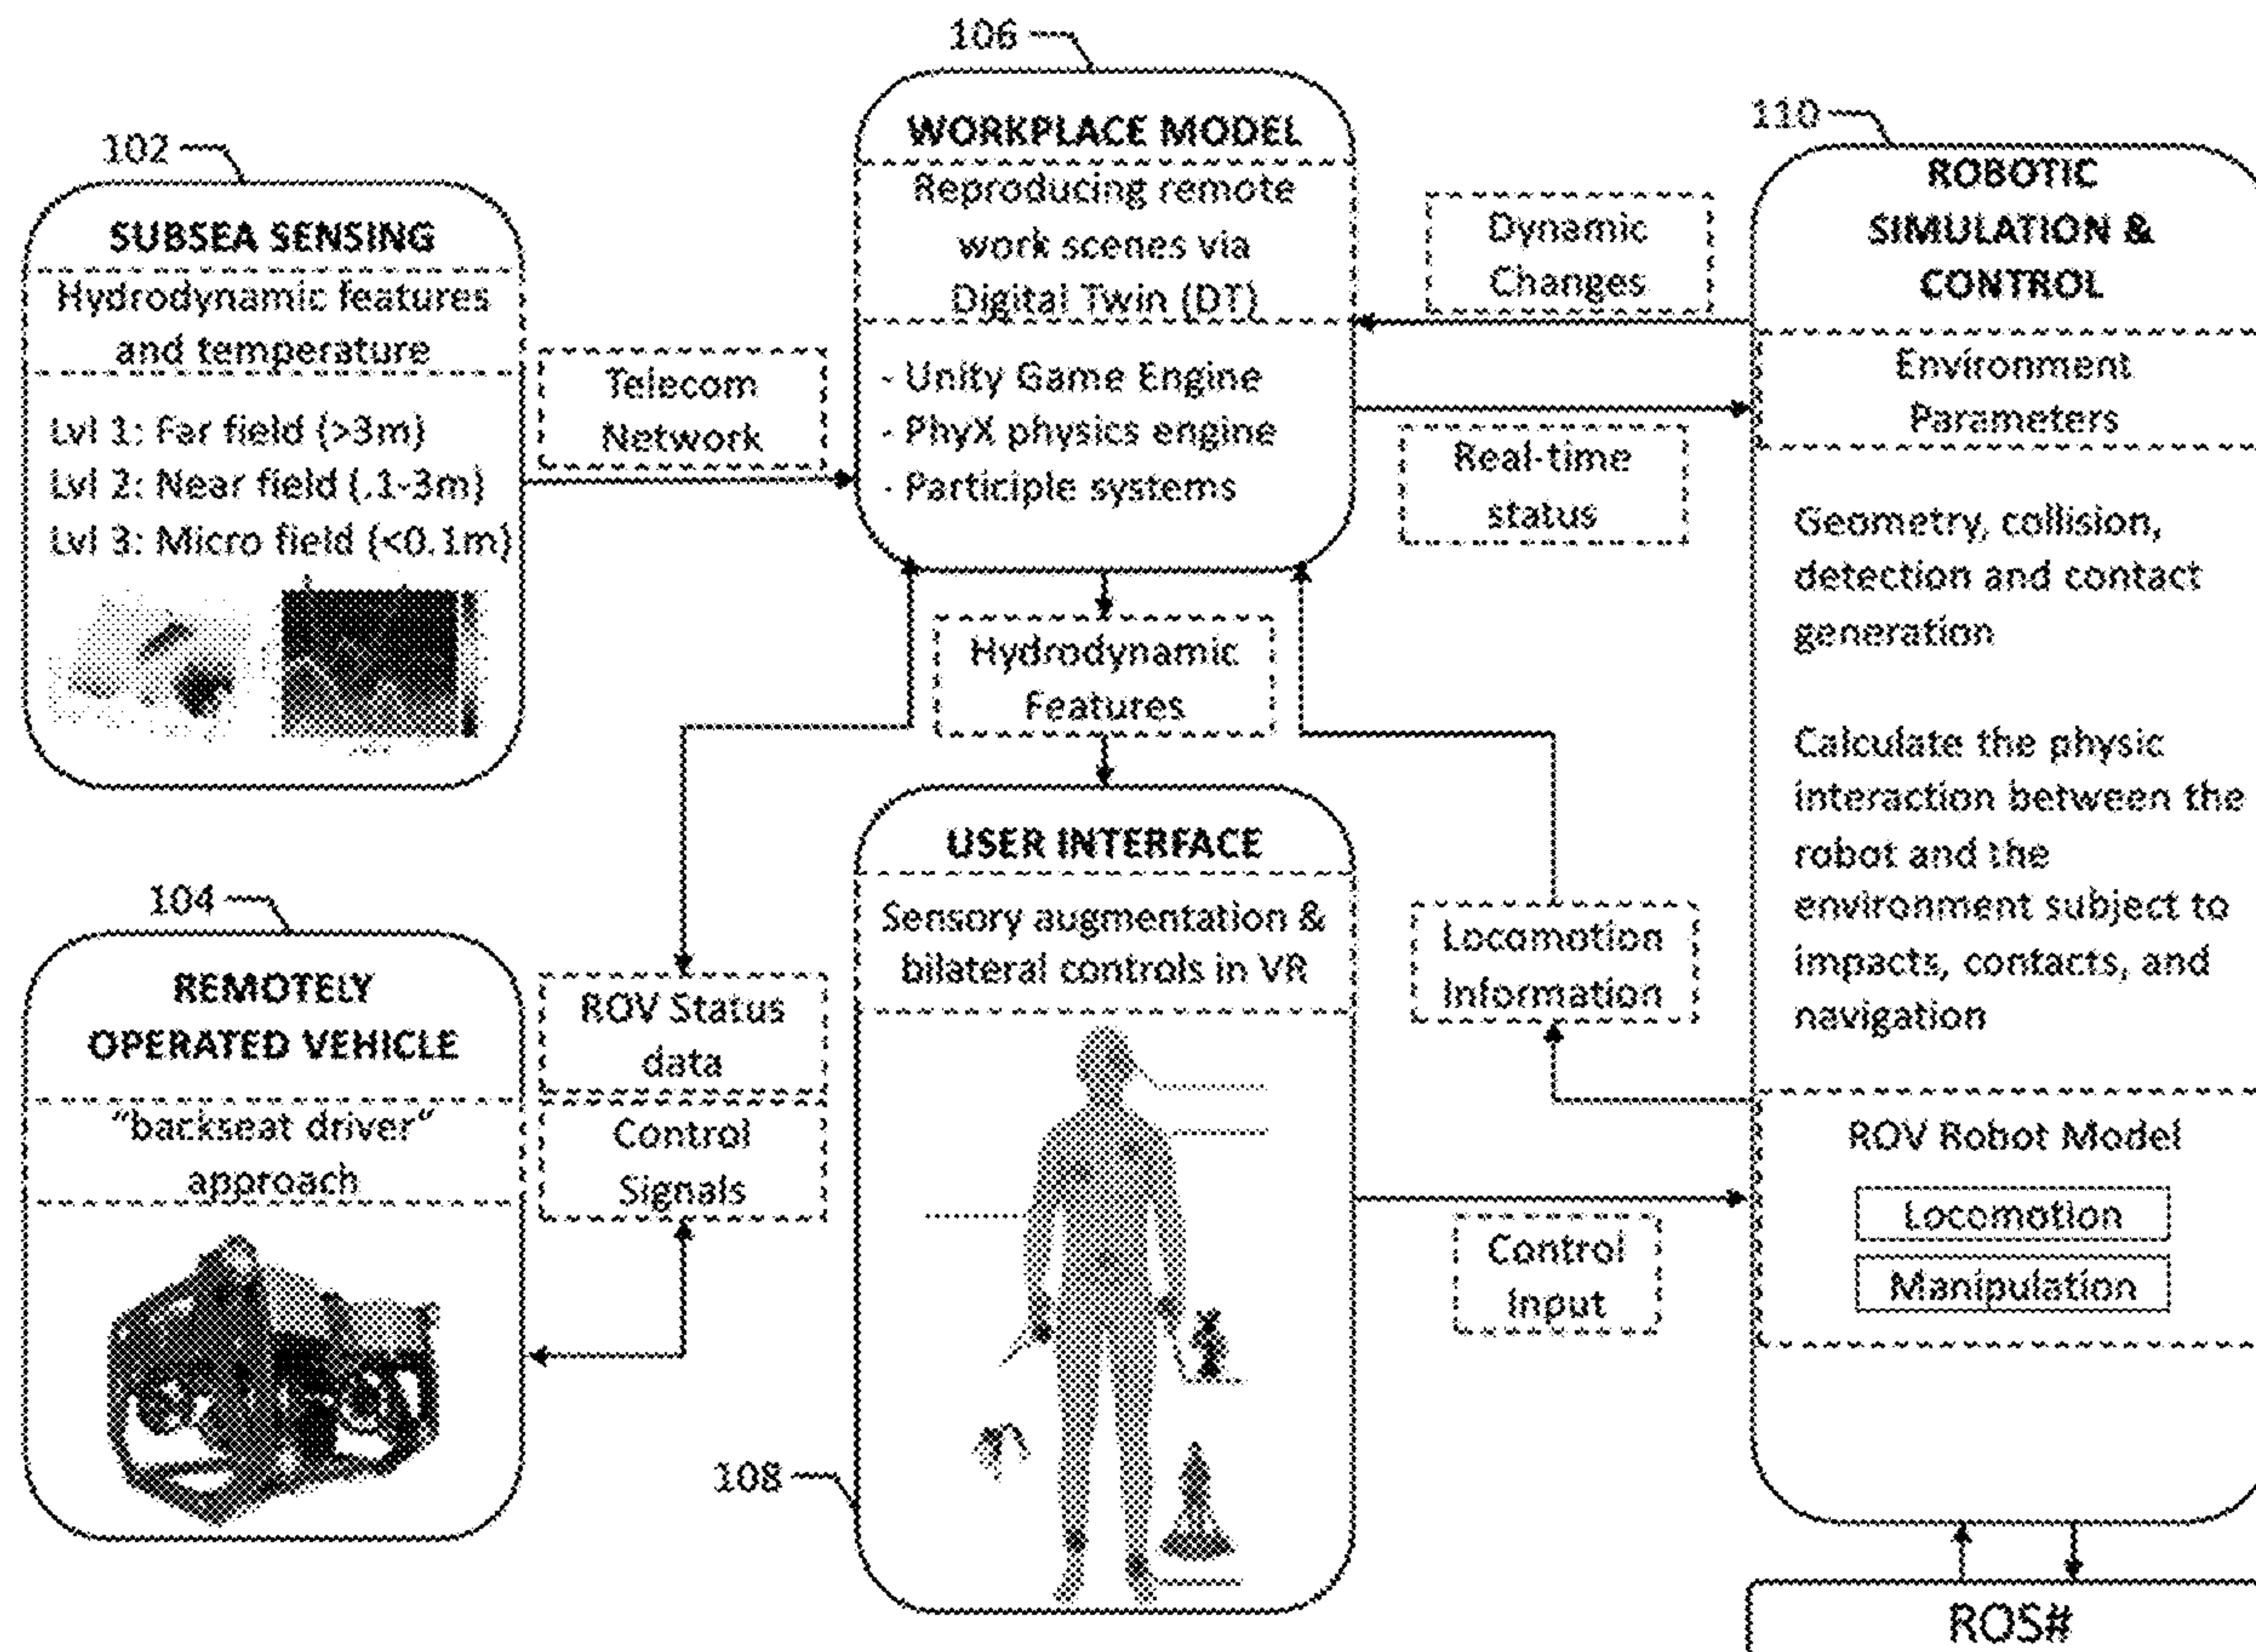 102
SUBSEA SENSING
Hydrodynamic features
and temperature
Lvl 1: Far field (>3m)
Lvl 2: Near field (.1-3m)
Lvl 3: Micro field (<0.1m)
Telecom
Network
104
REMOTELY
OPERATED VEHICLE
"backseat driver"
approach
ROV Status
data
Control
Signals
106
WORKPLACE MODEL
Reproducing remote
work scenes via
Digital Twin (DT)
- Unity Game Engine
- PhyX physics engine
- Participle systems
Hydrodynamic
Features
108
USER INTERFACE
Sensory augmentation &
bilateral controls in VR
Dynamic
Changes
Real-time
status
Locomotion
Information
Control
Input
110
ROBOTIC
SIMULATION &
CONTROL
Environment
Parameters
Geometry, collision,
detection and contact
generation
Calculate the physic
interaction between the
robot and the
environment subject to
impacts, contacts, and
navigation
ROV Robot Model
Locomotion
Manipulation
ROS#